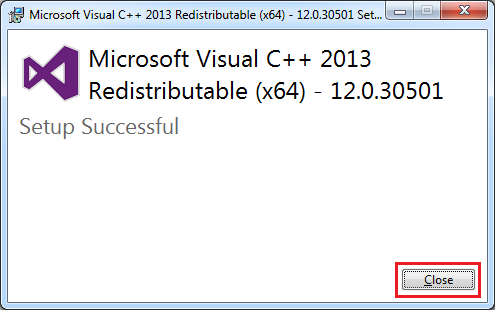 Microsoft Visual C++ 2013 Redistributable (x64) - 12.0.30501 Set...
Microsoft Visual C++ 2013
Redistributable (x64) - 12.0.30501
Setup Successful
Close